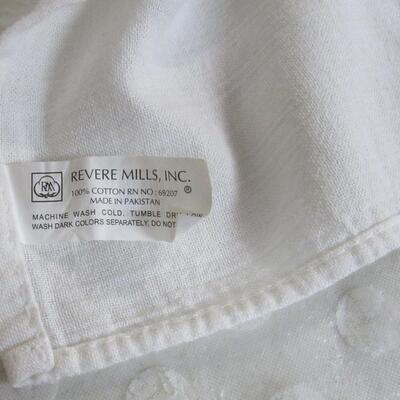 RM
REVERE MILLS, INC.
100% COTTON RN NO : 69207 ®
MADE IN PAKISTAN
MACHINE WASH COLD. TUMBLE DRY LOW
WASH DARK COLORS SEPARATELY, DO NOT